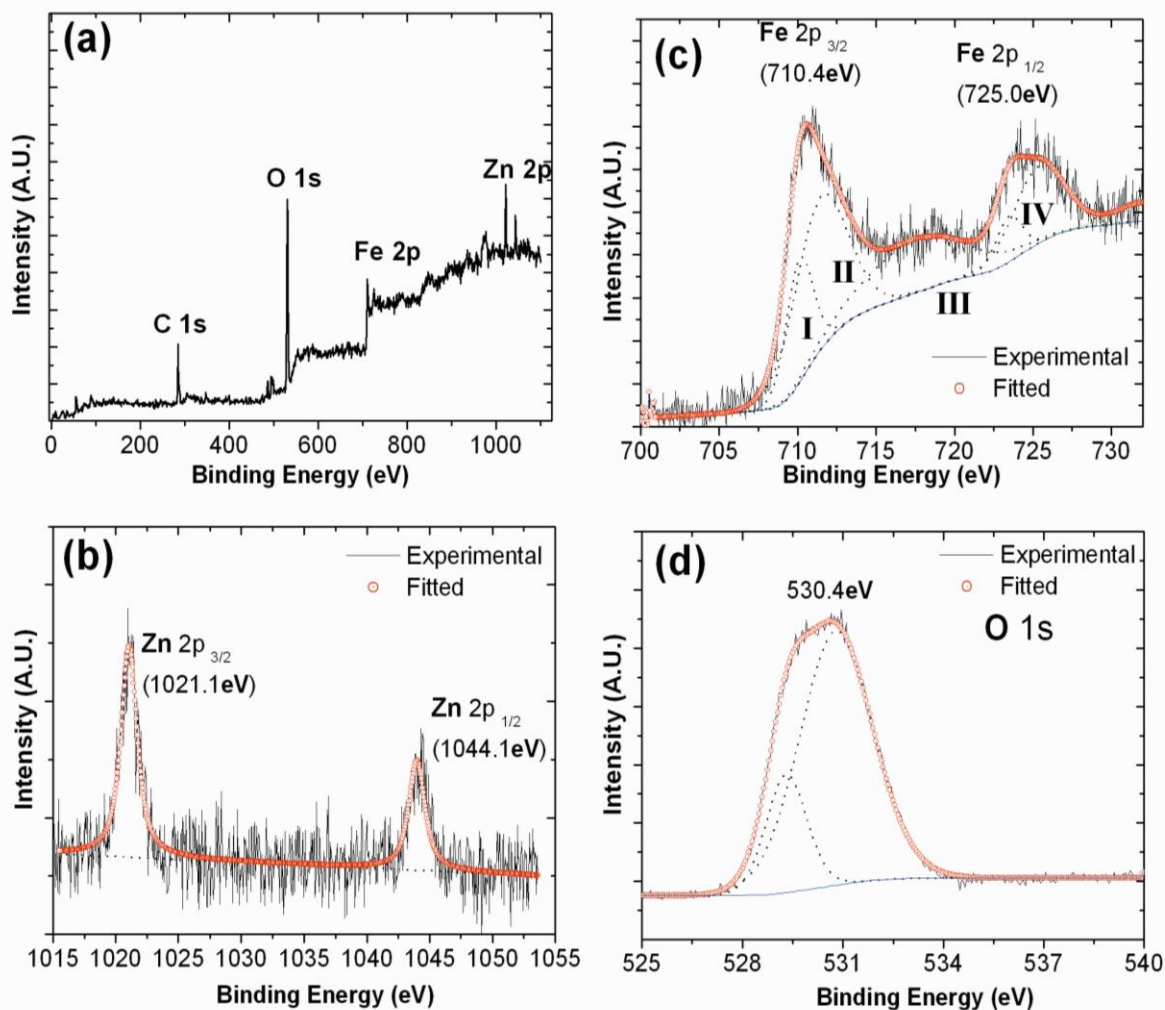 (a)
Intensity (A.U.)
C 1s
O 1s
Fe 2p
Zn 2p
0 200 400 600 800 1000
Binding Energy (eV)
(c)
Intensity (A.U.)
Fe 2p 3/2
(710.4eV)
Fe 2p 1/2
(725.0eV)
I
II
III
IV
Experimental
Fitted
700 705 710 715 720 725 730
Binding Energy (eV)
(b)
Intensity (A.U.)
Experimental
Fitted
Zn 2p 3/2
(1021.1eV)
Zn 2p 1/2
(1044.1eV)
1015 1020 1025 1030 1035 1040 1045 1050 1055
Binding Energy (eV)
(d)
Intensity (A.U.)
Experimental
Fitted
530.4eV
O 1s
525 528 531 534 537 540
Binding Energy (eV)